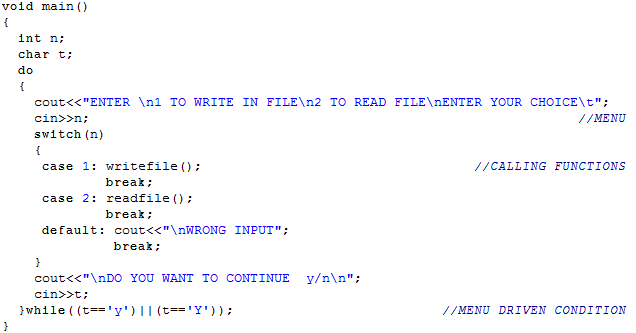 void main()
{
  int n;
  char t;
  do
  {
    cout<<"ENTER \n1 TO WRITE IN FILE\n2 TO READ FILE\nENTER YOUR CHOICE\t";
    cin>>n;                                                             //MENU
    switch(n)
    {
     case 1: writefile();                                  //CALLING FUNCTIONS
             break;
     case 2: readfile();
             break;
     default: cout<<"\nWRONG INPUT";
              break;
    }
    cout<<"\nDO YOU WANT TO CONTINUE  y/n\n";
    cin>>t;
  }while((t=='y')||(t=='Y'));                          //MENU DRIVEN CONDITION
}